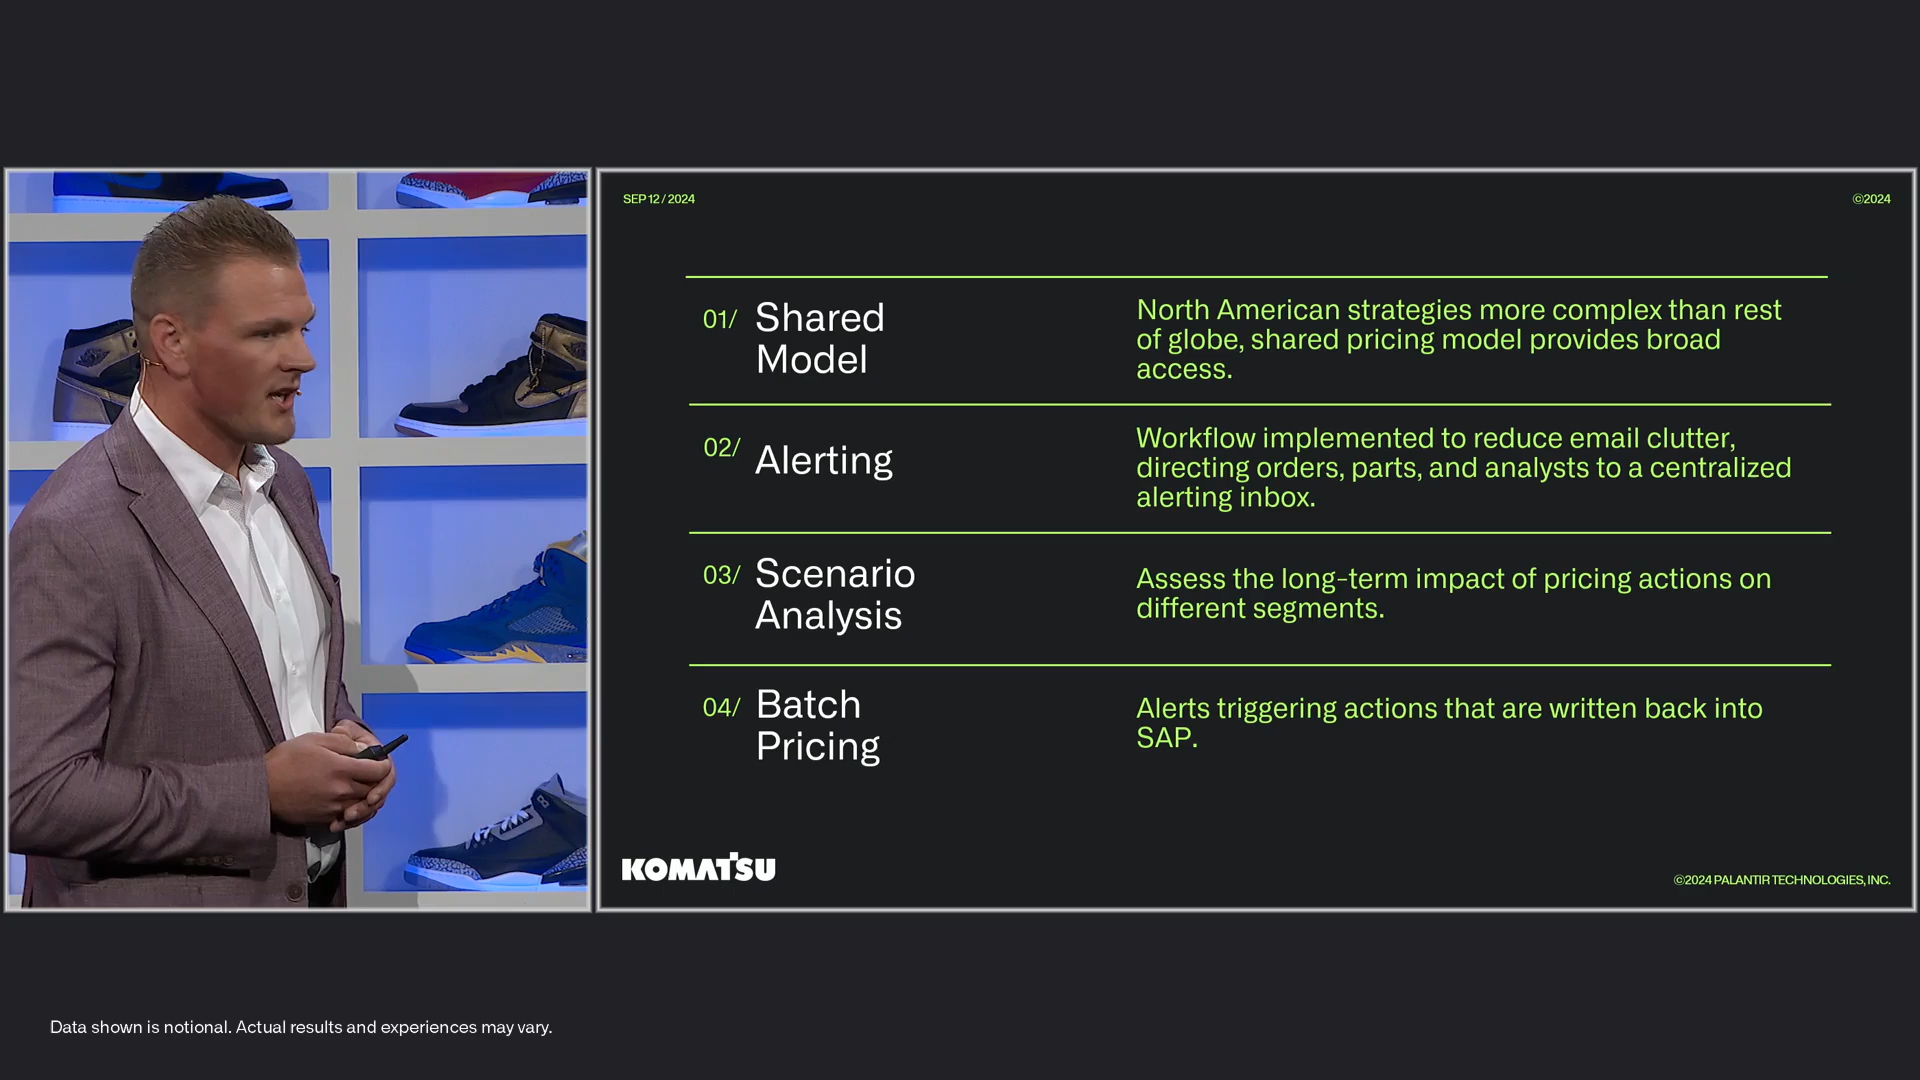 SEP 12 / 2024
©2024
01/
Shared
Model
North American strategies more complex than rest
of globe, shared pricing model provides broad
access.
02/
Alerting
Workflow implemented to reduce email clutter,
directing orders, parts, and analysts to a centralized
alerting inbox.
03/
Scenario
Analysis
Assess the long-term impact of pricing actions on
different segments.
04/
Batch
Pricing
Alerts triggering actions that are written back into
SAP.
KOMATSU
©2024 PALANTIR TECHNOLOGIES, INC.
Data shown is notional. Actual results and experiences may vary.